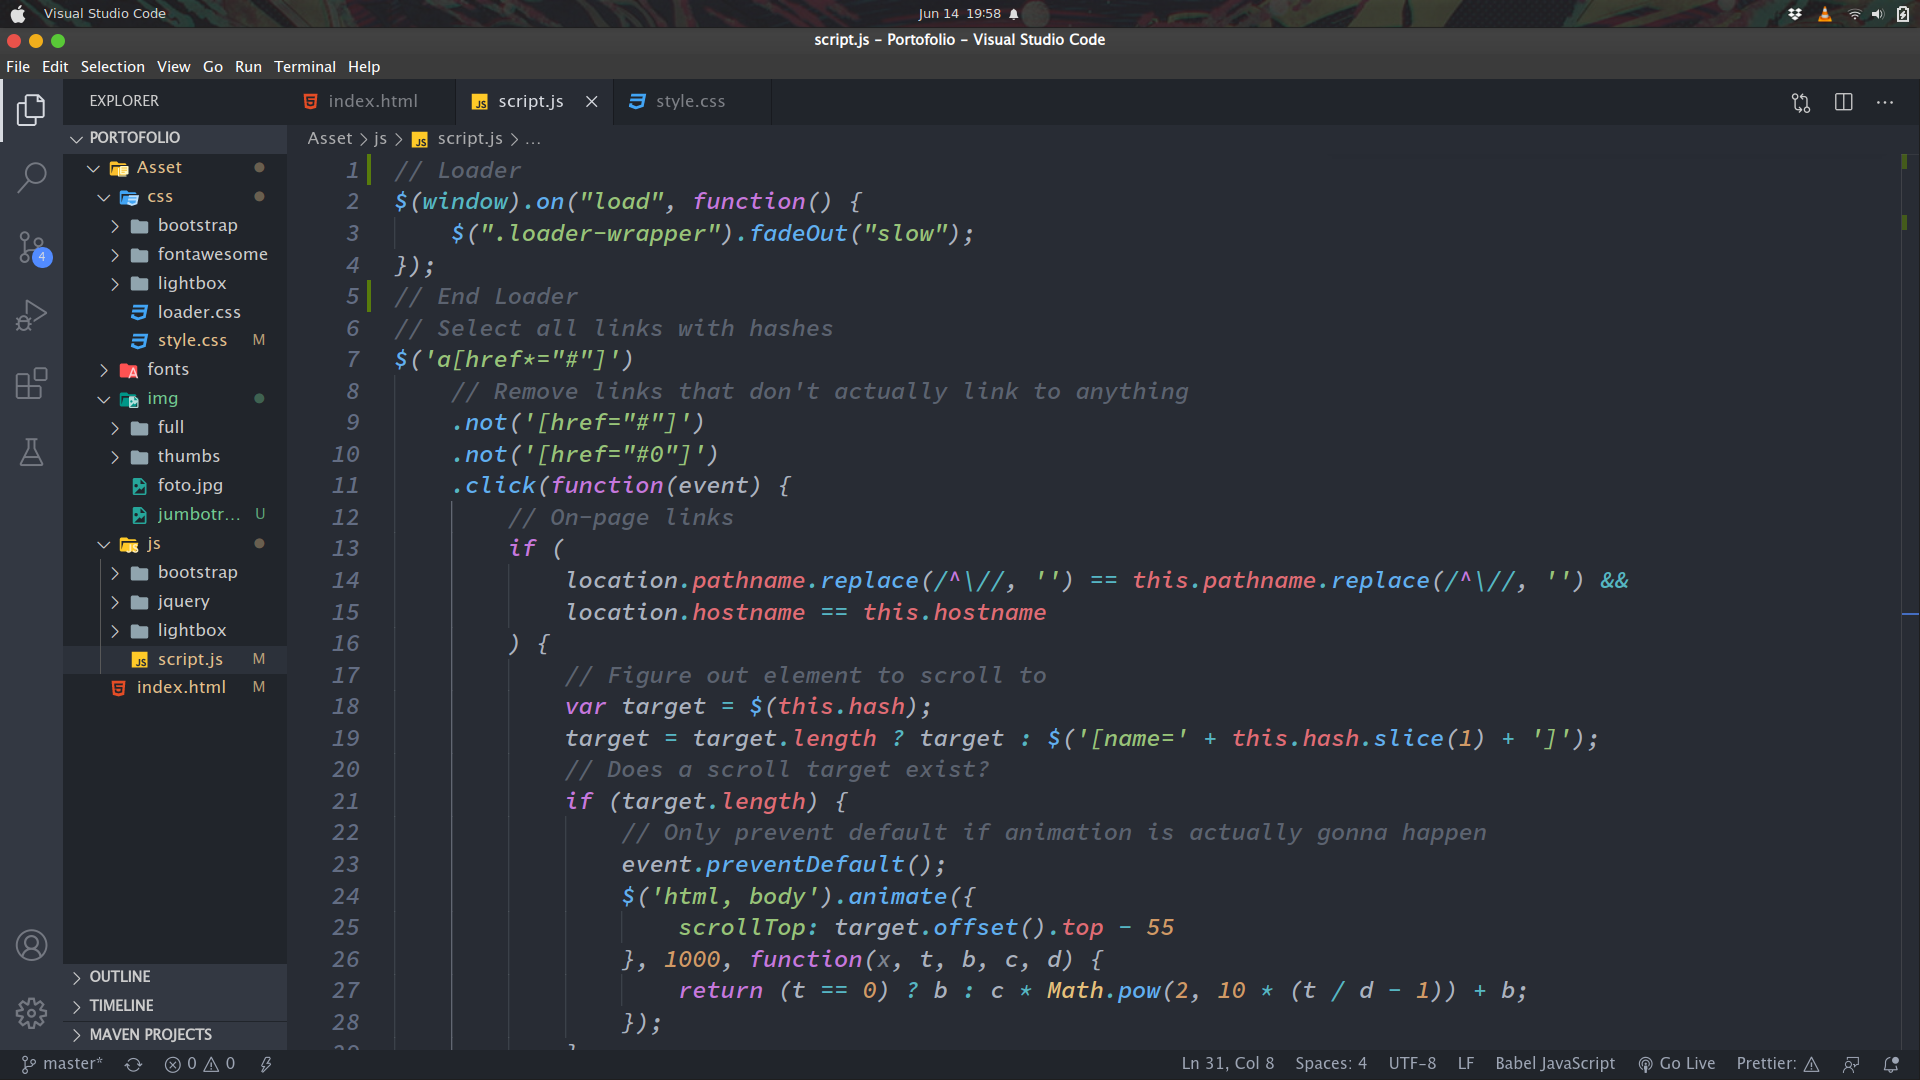 Visual Studio Code
Jun 14 19:58
script.js - Portofolio - Visual Studio Code
File Edit Selection View Go Run Terminal Help
EXPLORER
index.html
script.js
style.css
PORTOFOLIO
Asset
css
bootstrap
fontawesome
lightbox
loader.css
style.css M
fonts
img
full
thumbs
foto.jpg
jumbotr... U
js
bootstrap
jquery
lightbox
script.js M
index.html M
OUTLINE
TIMELINE
MAVEN PROJECTS
4
Asset > js > JS script.js > ...
1 // Loader
2 $(window).on("load", function() {
3     $(".loader-wrapper").fadeOut("slow");
4 });
5 // End Loader
6 // Select all links with hashes
7 $('a[href*="#"]')
8     // Remove links that don't actually link to anything
9     .not('[href="#"]')
10     .not('[href="#0"]')
11     .click(function(event) {
12         // On-page links
13         if (
14             location.pathname.replace(/^\//, '') == this.pathname.replace(/^\//, '') &&
15             location.hostname == this.hostname
16         ) {
17             // Figure out element to scroll to
18             var target = $(this.hash);
19             target = target.length ? target : $('[name=' + this.hash.slice(1) + ']');
20             // Does a scroll target exist?
21             if (target.length) {
22                 // Only prevent default if animation is actually gonna happen
23                 event.preventDefault();
24                 $('html, body').animate({
25                     scrollTop: target.offset().top - 55
26                 }, 1000, function(x, t, b, c, d) {
27                     return (t == 0) ? b : c * Math.pow(2, 10 * (t / d - 1)) + b;
28                 });
master* 0 0
Ln 31, Col 8 Spaces: 4 UTF-8 LF Babel JavaScript Go Live Prettier: